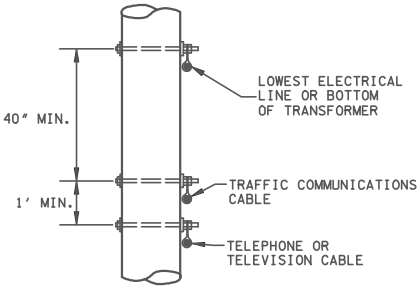 LOWEST ELECTRICAL
LINE OR BOTTOM
OF TRANSFORMER
40" MIN.
TRAFFIC COMMUNICATIONS
CABLE
1' MIN.
TELEPHONE OR
TELEVISION CABLE